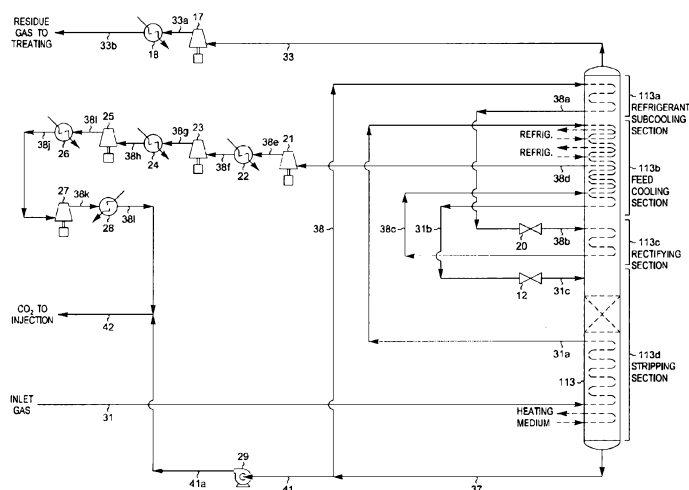 RESIDUE
GAS TO
TREATING
33b
18
33a
17
33
38a
113a
REFRIGERANT
SUBCOOLING
SECTION
25
38l
26
38j
38h
24
38g
23
38f
22
38e
21
REFRIG.
REFRIG.
38d
113b
FEED
COOLING
SECTION
27
38k
28
38l
38
38c
31b
20
38b
113c
RECTIFYING
SECTION
12
31c
CO2 TO
INJECTION
42
X
31a
113d
STRIPPING
SECTION
113
INLET
GAS
31
HEATING
MEDIUM
29
41a
41
37